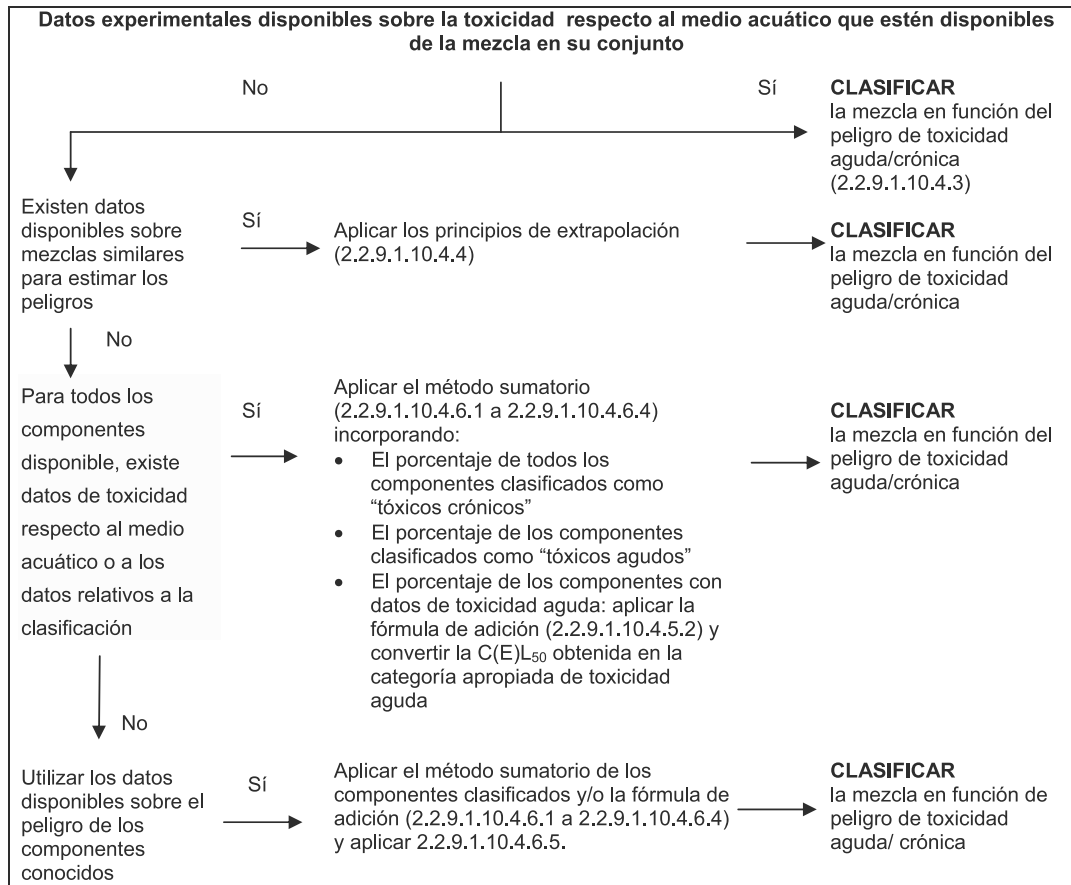 Datos experimentales disponibles sobre la toxicidad respecto al medio acuático que estén disponibles
de la mezcla en su conjunto
No
Sí
CLASIFICAR
la mezcla en función del
peligro de toxicidad
aguda/crónica
(2.2.9.1.10.4.3)
Existen datos
disponibles sobre
mezclas similares
para estimar los
peligros
Sí
Aplicar los principios de extrapolación
(2.2.9.1.10.4.4)
CLASIFICAR
la mezcla en función del
peligro de toxicidad
aguda/crónica
No
Para todos los
componentes
disponible, existe
datos de toxicidad
respecto al medio
acuático o a los
datos relativos a la
clasificación
Sí
Aplicar el método sumatorio
(2.2.9.1.10.4.6.1 a 2.2.9.1.10.4.6.4)
incorporando:
• El porcentaje de todos los
componentes clasificados como
“tóxicos crónicos”
• El porcentaje de los componentes
clasificados como “tóxicos agudos”
• El porcentaje de los componentes con
datos de toxicidad aguda: aplicar la
fórmula de adición (2.2.9.1.10.4.5.2) y
convertir la C(E)L50 obtenida en la
categoría apropiada de toxicidad
aguda
CLASIFICAR
la mezcla en función del
peligro de toxicidad
aguda/crónica
No
Utilizar los datos
disponibles sobre el
peligro de los
componentes
conocidos
Sí
Aplicar el método sumatorio de los
componentes clasificados y/o la fórmula de
adición (2.2.9.1.10.4.6.1 a 2.2.9.1.10.4.6.4)
y aplicar 2.2.9.1.10.4.6.5.
CLASIFICAR
la mezcla en función de
peligro de toxicidad
aguda/ crónica